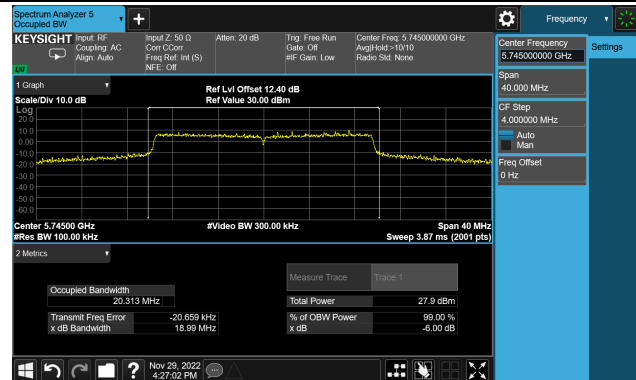 Spectrum Analyzer 5
Occupied BW
Frequency
KEYSIGHT
Input: RF
Coupling: AC
Align: Auto
Input Z: 50 Ω
Corr CCorr
Freq Ref: Int (S)
NFE: Off
Atten: 20 dB
Trig: Free Run
Gate: Off
#IF Gain: Low
Center Freq: 5.745000000 GHz
Avg|Hold:>10/10
Radio Std: None
LXI
Center Frequency
5.745000000 GHz
Settings
Span
40.000 MHz
CF Step
4.000000 MHz
Auto
Man
Freq Offset
0 Hz
1 Graph
Scale/Div 10.0 dB
Ref Lvl Offset 12.40 dB
Ref Value 30.00 dBm
Log
20.0
10.0
0.00
-10.0
-20.0
-30.0
-40.0
-50.0
-60.0
Center 5.74500 GHz
#Video BW 300.00 kHz
Span 40 MHz
#Res BW 100.00 kHz
Sweep 3.87 ms (2001 pts)
2 Metrics
Measure Trace
Trace 1
Occupied Bandwidth
20.313 MHz
Total Power
27.9 dBm
Transmit Freq Error
-20.659 kHz
% of OBW Power
99.00 %
x dB Bandwidth
18.99 MHz
x dB
-6.00 dB
Nov 29, 2022
4:27:02 PM